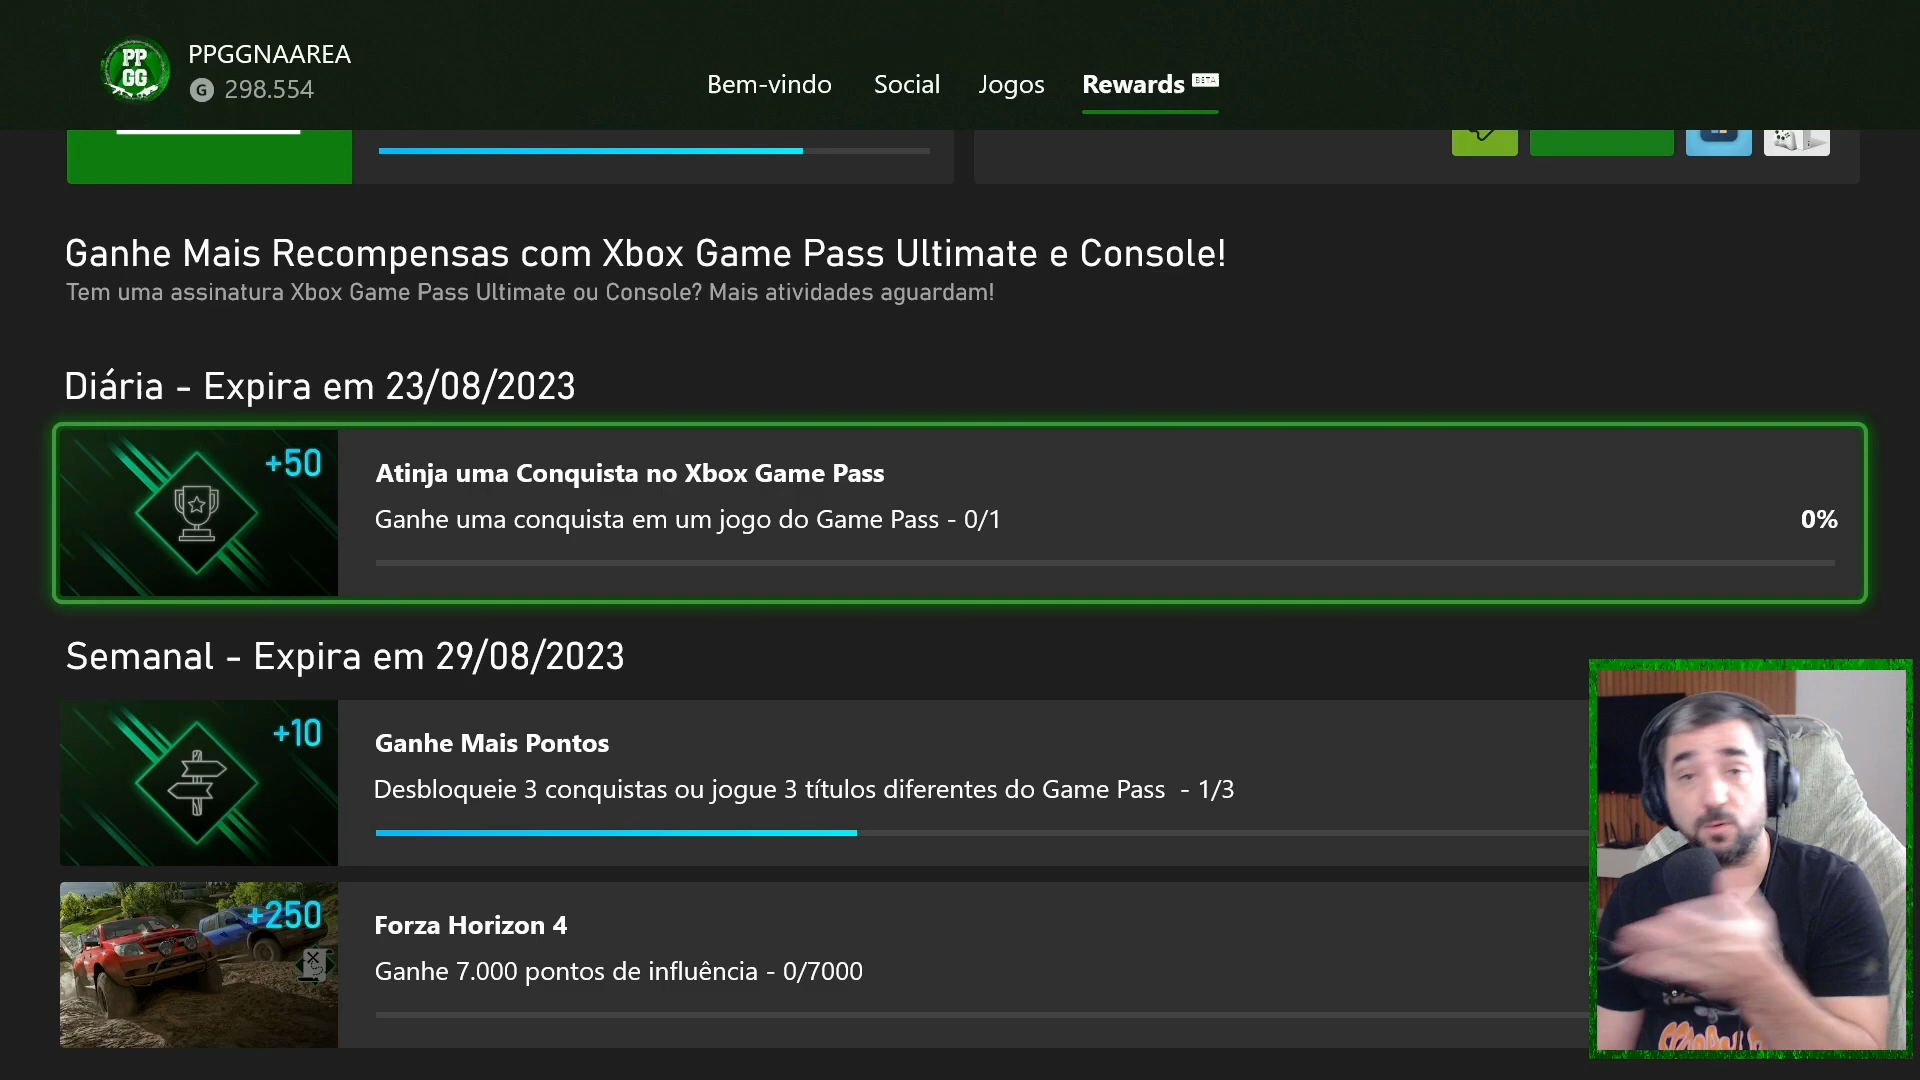 PP
GG
PPGGNAAREA
G 298.554
Bem-vindo
Social
Jogos
Rewards BETA
Ganhe Mais Recompensas com Xbox Game Pass Ultimate e Console!
Tem uma assinatura Xbox Game Pass Ultimate ou Console? Mais atividades aguardam!
Diária - Expira em 23/08/2023
+50
Atinja uma Conquista no Xbox Game Pass
Ganhe uma conquista em um jogo do Game Pass - 0/1
0%
Semanal - Expira em 29/08/2023
+10
Ganhe Mais Pontos
Desbloqueie 3 conquistas ou jogue 3 títulos diferentes do Game Pass - 1/3
+250
Forza Horizon 4
Ganhe 7.000 pontos de influência - 0/7000